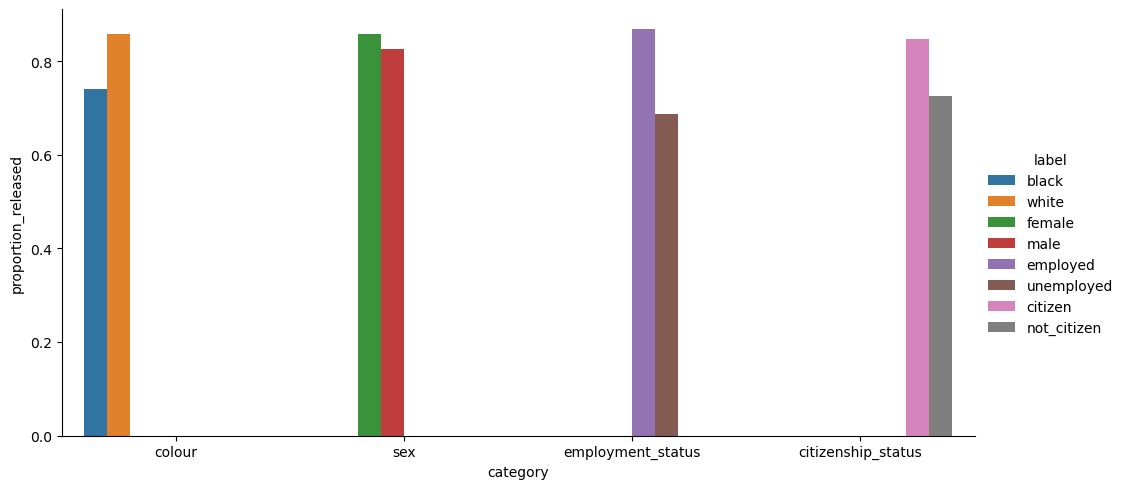 proportion_released
0.8
0.6
0.4
0.2
0.0
colour
sex
employment_status
citizenship_status
category
label
black
white
female
male
employed
unemployed
citizen
not_citizen